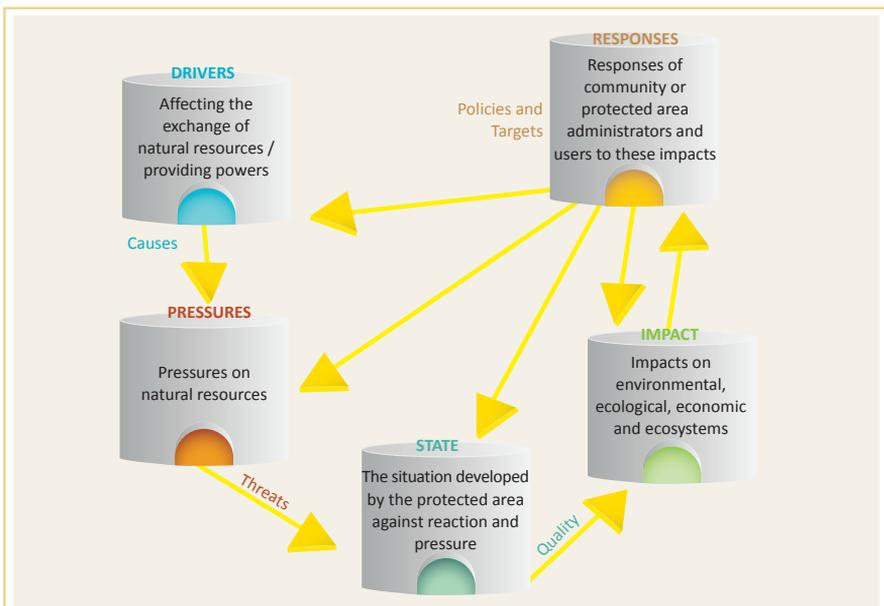 DRIVERS
Affecting the
exchange of
natural resources /
providing powers
RESPONSES
Responses of
community or
protected area
administrators and
users to these impacts
Policies and
Targets
Causes
PRESSURES
Pressures on
natural resources
IMPACT
Impacts on
environmental,
ecological, economic
and ecosystems
STATE
The situation developed
by the protected area
against reaction and
pressure
Threats
Quality